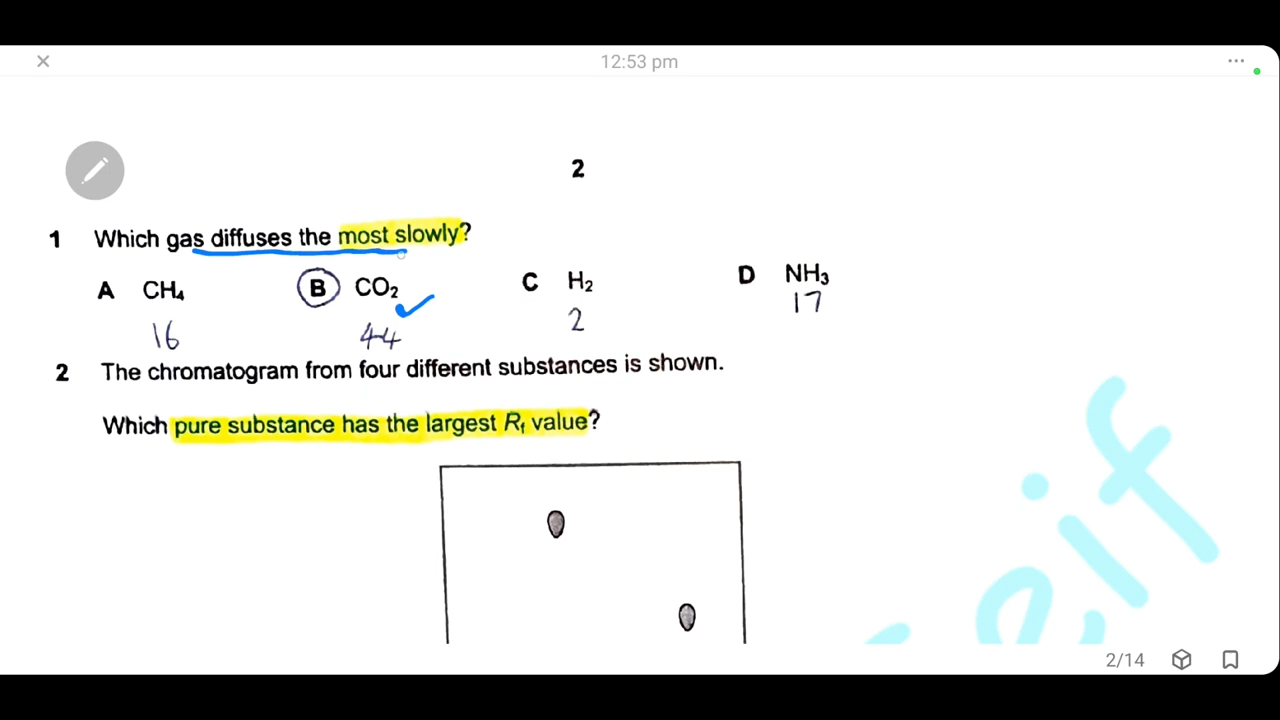 12:53 pm
2
1 Which gas diffuses the most slowly?
A CH₄ B CO₂ C H₂ D NH₃
16 44 2 17
2 The chromatogram from four different substances is shown.
Which pure substance has the largest Rf value?
eif
2/14